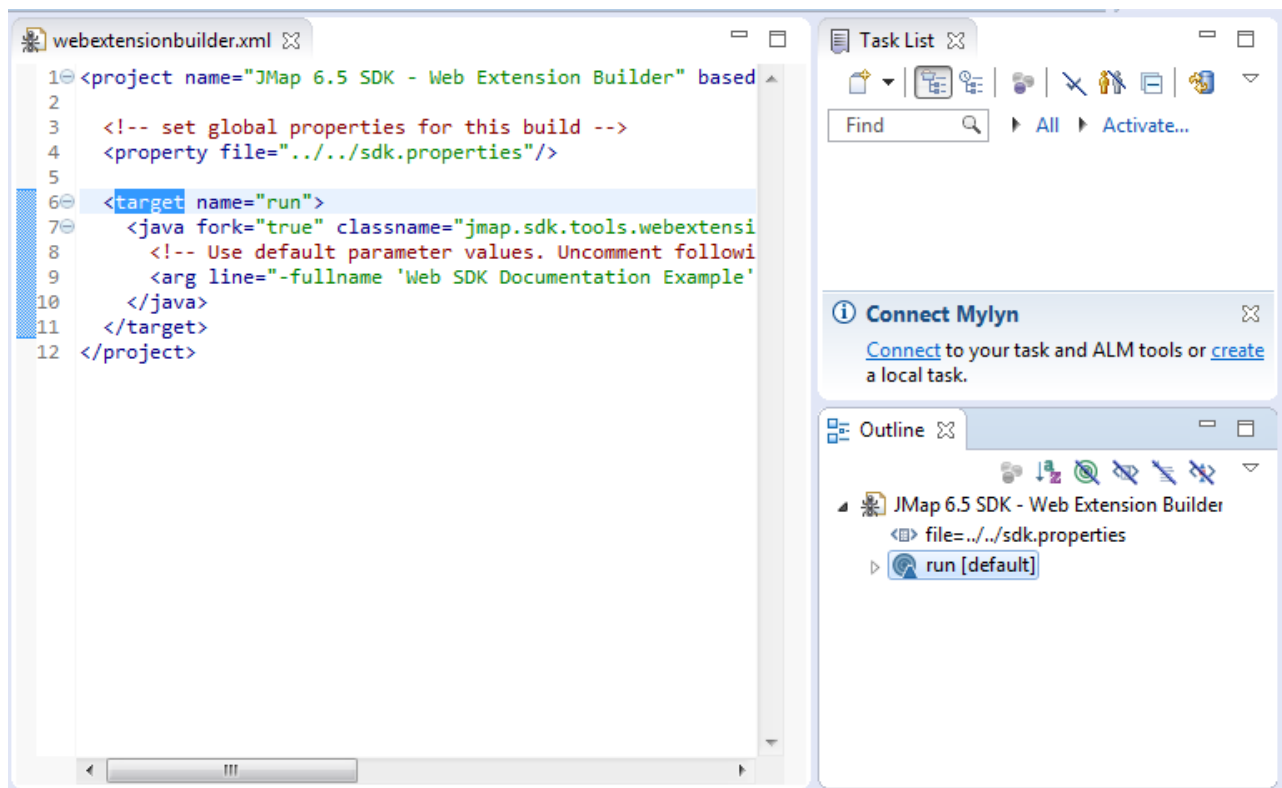 webextensionbuilder.xml
1 <project name="JMap 6.5 SDK - Web Extension Builder" based
2
3 <!-- set global properties for this build -->
4 <property file="../../sdk.properties"/>
5
6 <target name="run">
7 <java fork="true" classname="jmap.sdk.tools.webextensi
8 <!-- Use default parameter values. Uncomment followi
9 <arg line="-fullname 'Web SDK Documentation Example'
10 </java>
11 </target>
12 </project>
Task List
Find All Activate...
Connect Mylyn
Connect to your task and ALM tools or create
a local task.
Outline
JMap 6.5 SDK - Web Extension Builder
file=../../sdk.properties
run [default]